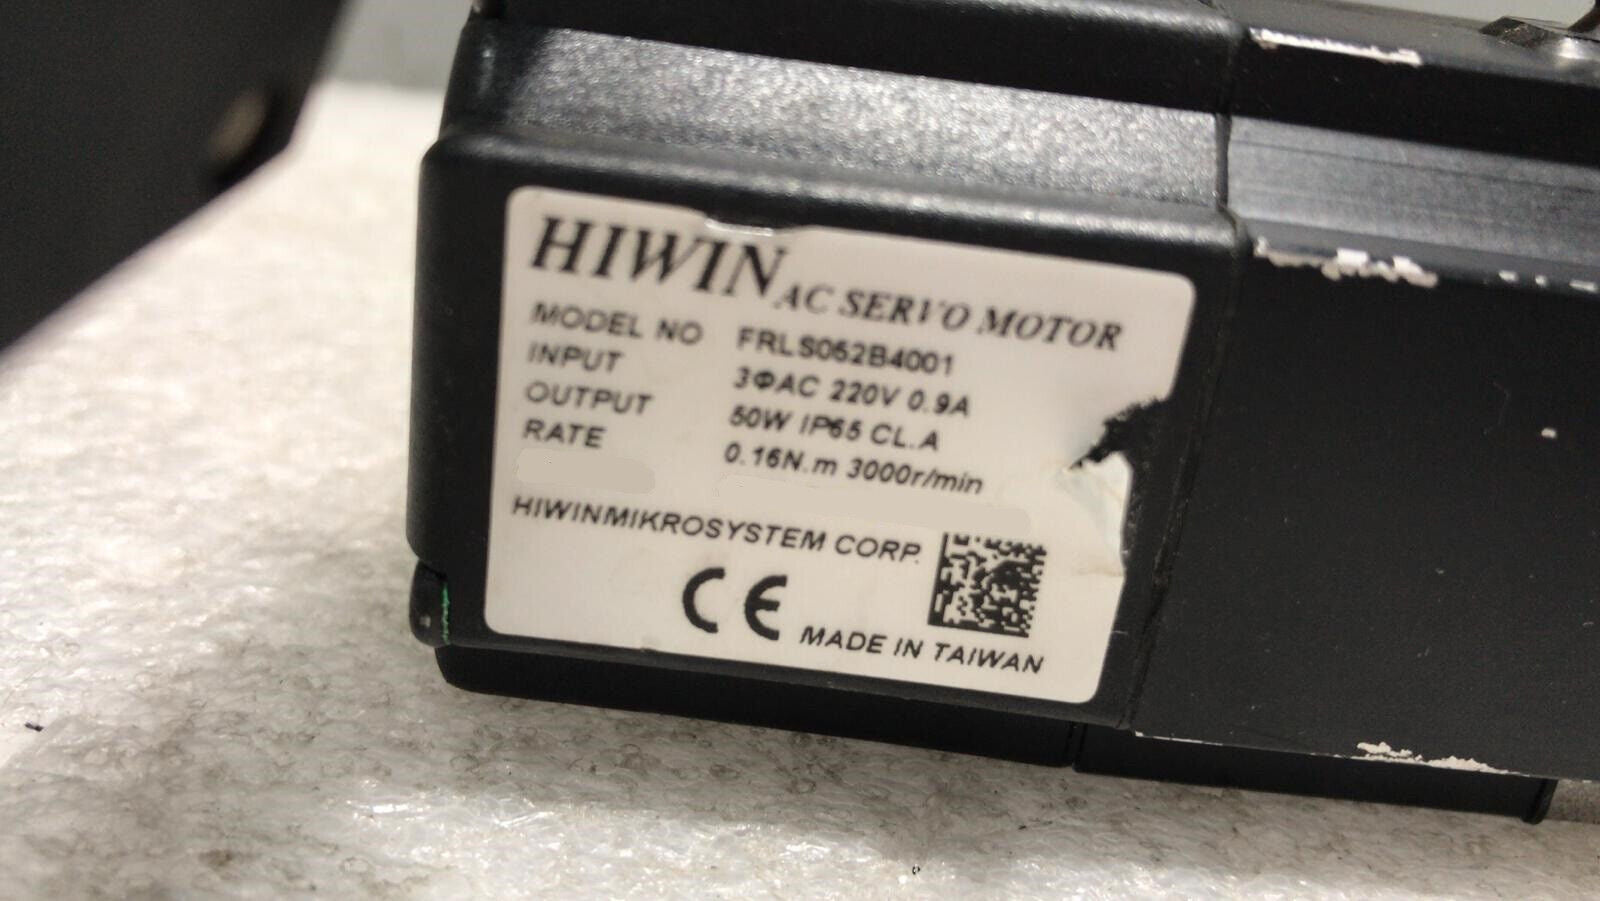 HIWIN AC SERVO MOTOR
MODEL NO FRLS052B4001
INPUT 3ΦAC 220V 0.9A
OUTPUT 50W IP65 CL.A
RATE 0.16N.m 3000r/min
HIWINMIKROSYSTEM CORP.
CE MADE IN TAIWAN